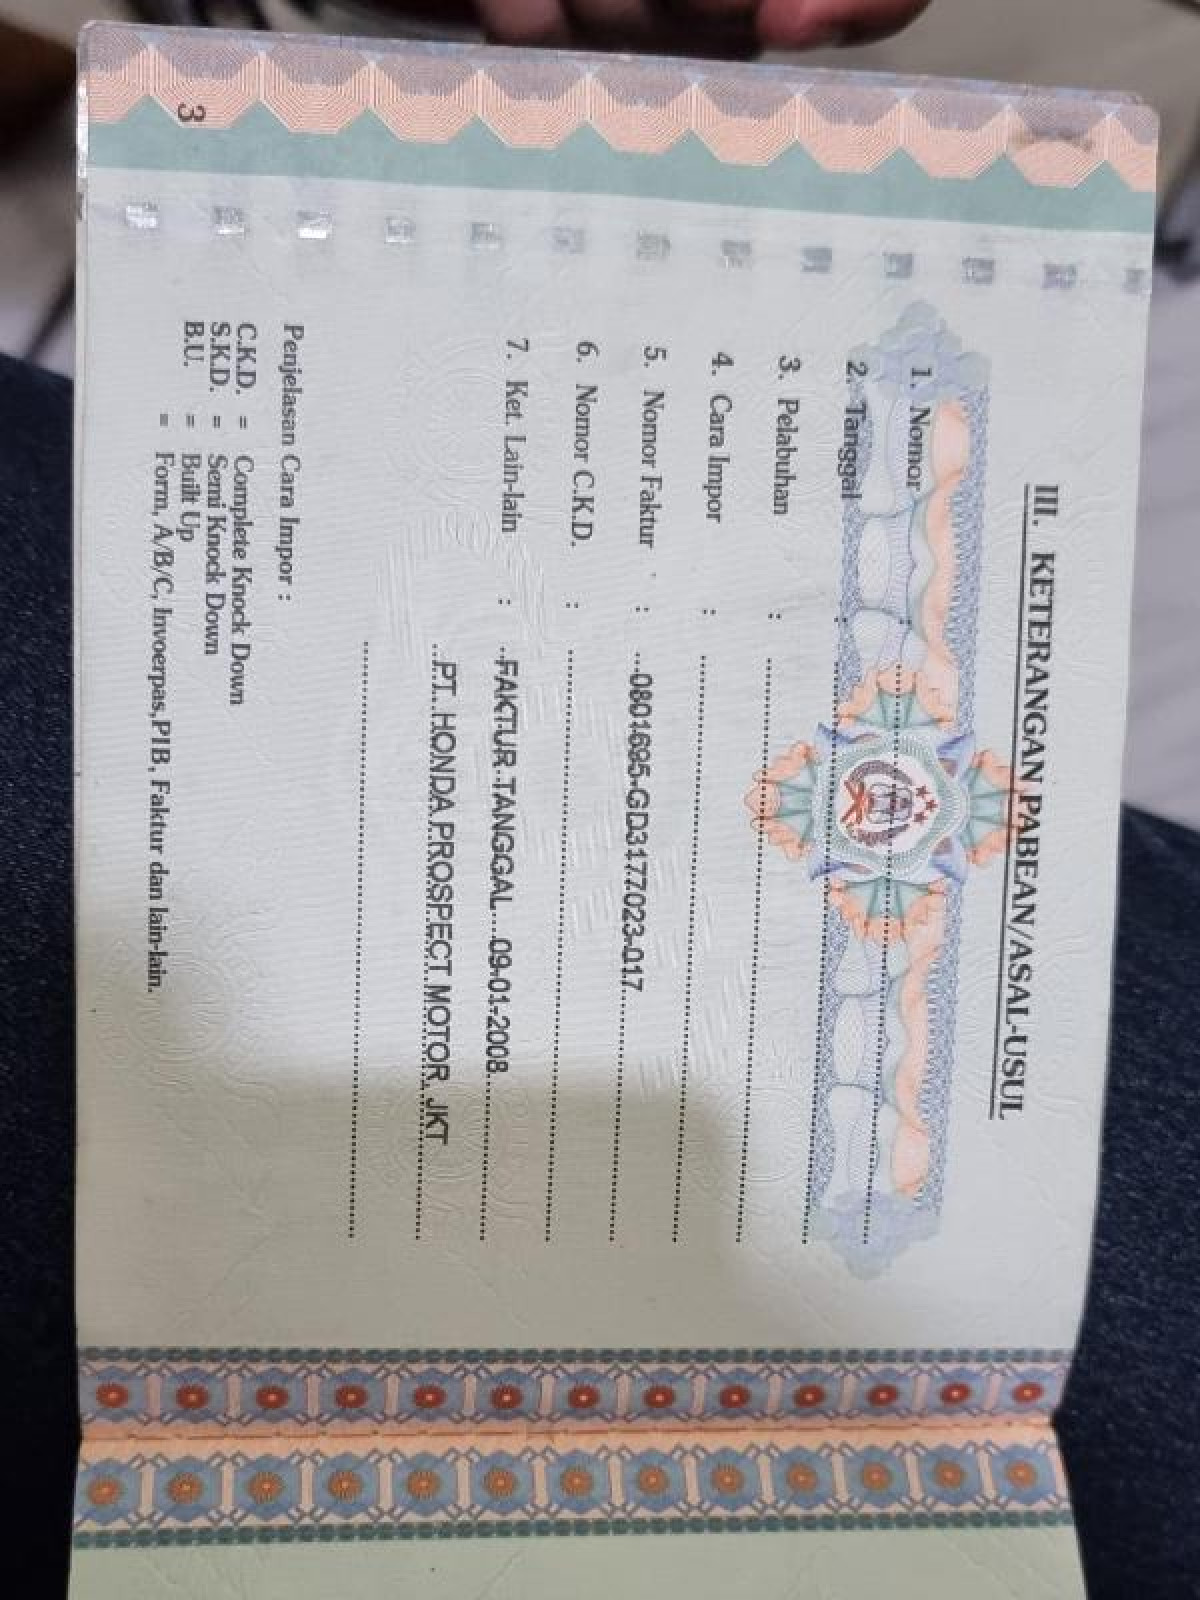 III. KETERANGAN PABEAN/ASAL-USUL
1. Nomor :
2. Tanggal :
3. Pelabuhan :
4. Cara Impor :
5. Nomor Faktur : 0801695-GD3177023-017
6. Nomor C.K.D. :
7. Ket. Lain-lain : FAKTUR TANGGAL 09-01-2008
PT. HONDA PROSPECT MOTOR, JKT
Penjelasan Cara Impor :
C.K.D. = Complete Knock Down
S.K.D. = Semi Knock Down
B.U. = Built Up
= Form, A/B/C, Invoerpas, PIB, Faktur dan lain-lain.
3